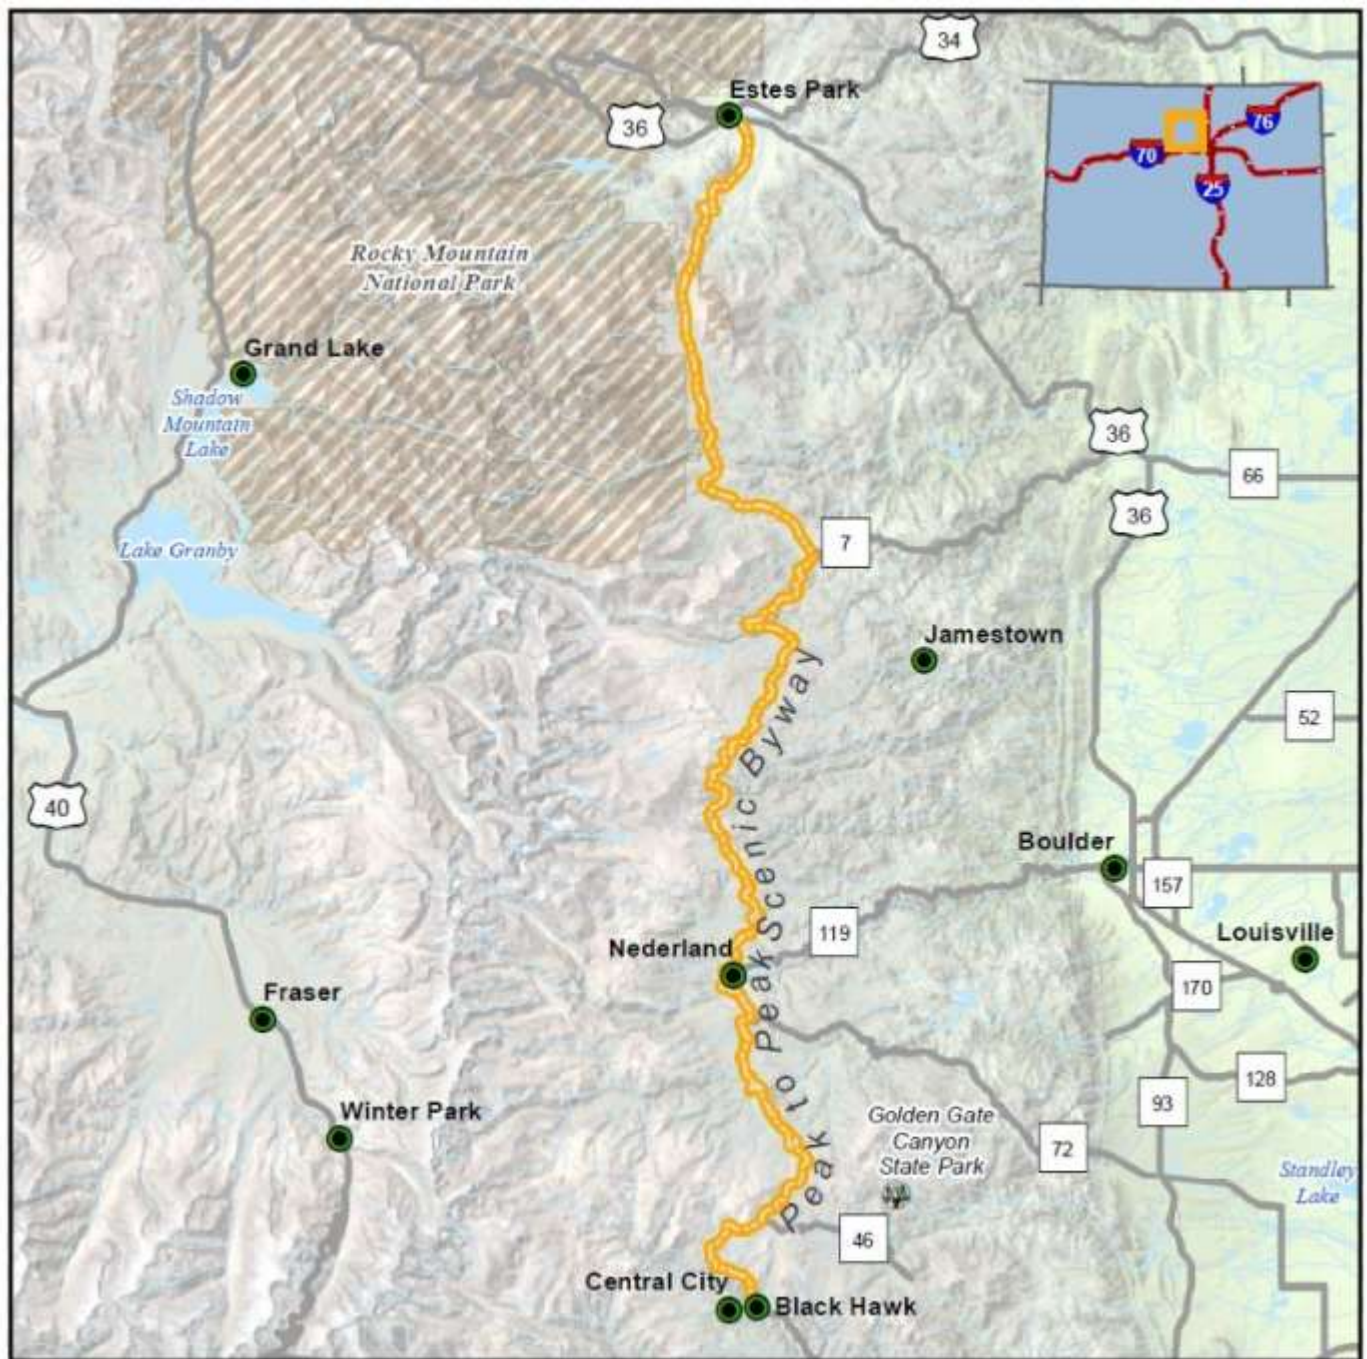 34
Estes Park
36
76
70
25
Rocky Mountain
National Park
Grand Lake
Shadow
Mountain
Lake
36
66
36
Lake Granby
7
Jamestown
52
40
Peak to Peak Scenic Byway
Boulder
157
119
Louisville
Nederland
170
Fraser
128
93
Winter Park
Golden Gate
Canyon
State Park
72
Standley
Lake
46
Central City
Black Hawk